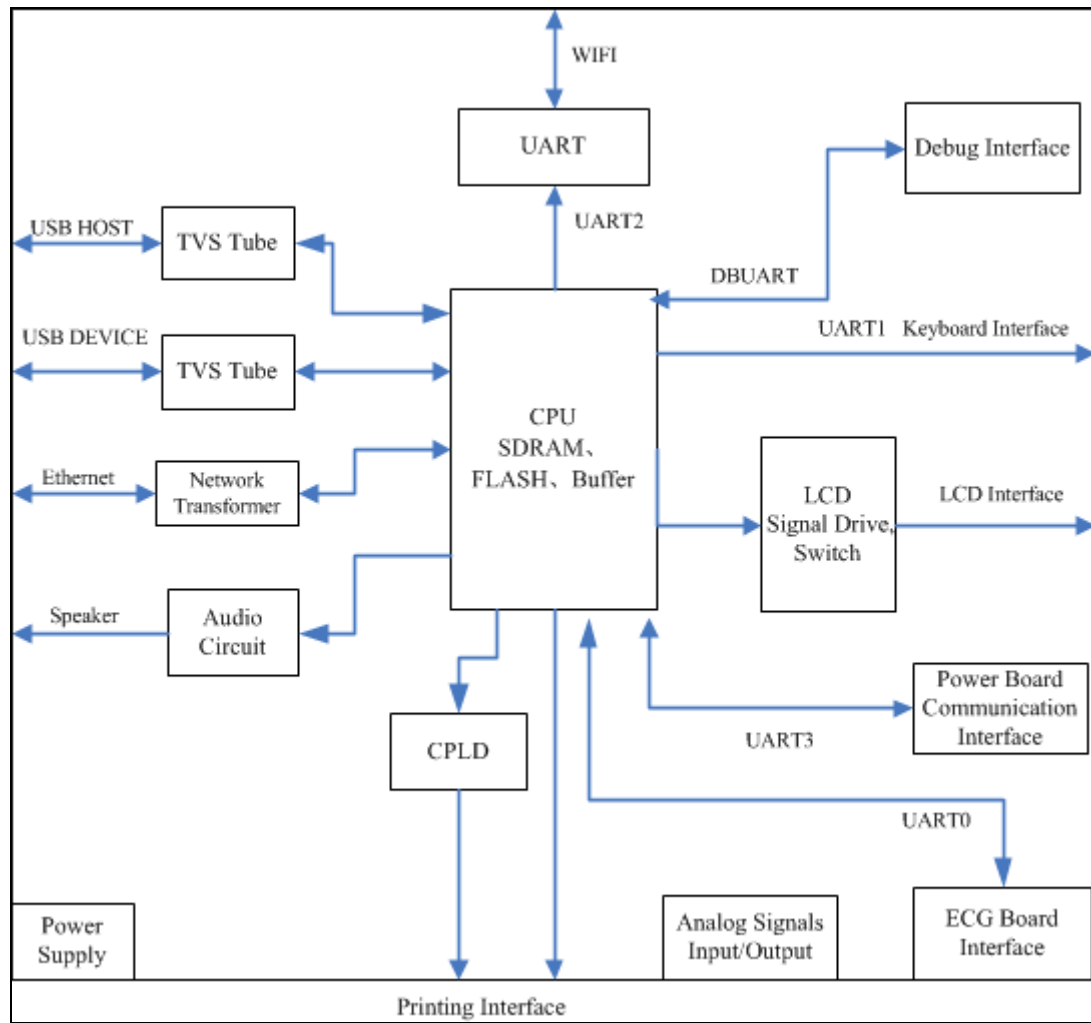 WIFI
UART
Debug Interface
UART2
USB HOST
TVS Tube
DBUART
USB DEVICE
TVS Tube
UART1 Keyboard Interface
CPU
SDRAM、
FLASH、Buffer
Ethernet
Network
Transformer
LCD
Signal Drive,
Switch
LCD Interface
Speaker
Audio
Circuit
Power Board
Communication
Interface
UART3
CPLD
UART0
Power
Supply
Analog Signals
Input/Output
ECG Board
Interface
Printing Interface